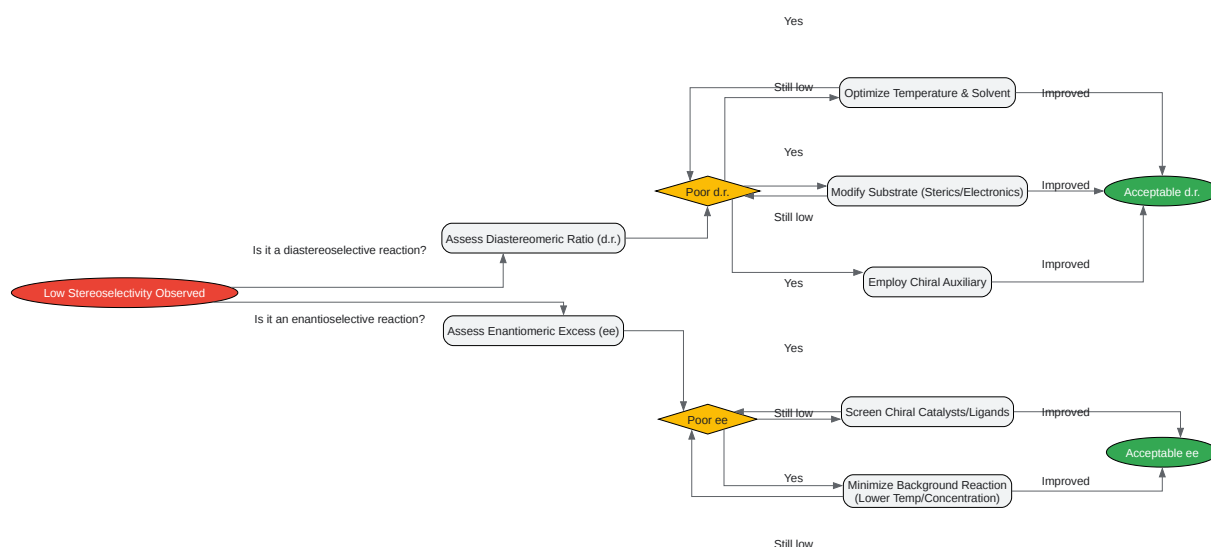 Yes
Still low
Optimize Temperature & Solvent
Improved
Yes
Poor d.r.
Modify Substrate (Sterics/Electronics)
Improved
Acceptable d.r.
Still low
Assess Diastereomeric Ratio (d.r.)
Is it a diastereoselective reaction?
Improved
Yes
Employ Chiral Auxiliary
Low Stereoselectivity Observed
Is it an enantioselective reaction?
Assess Enantiomeric Excess (ee)
Yes
Poor ee
Still low
Screen Chiral Catalysts/Ligands
Improved
Acceptable ee
Yes
Minimize Background Reaction
(Lower Temp/Concentration)
Improved
Still low